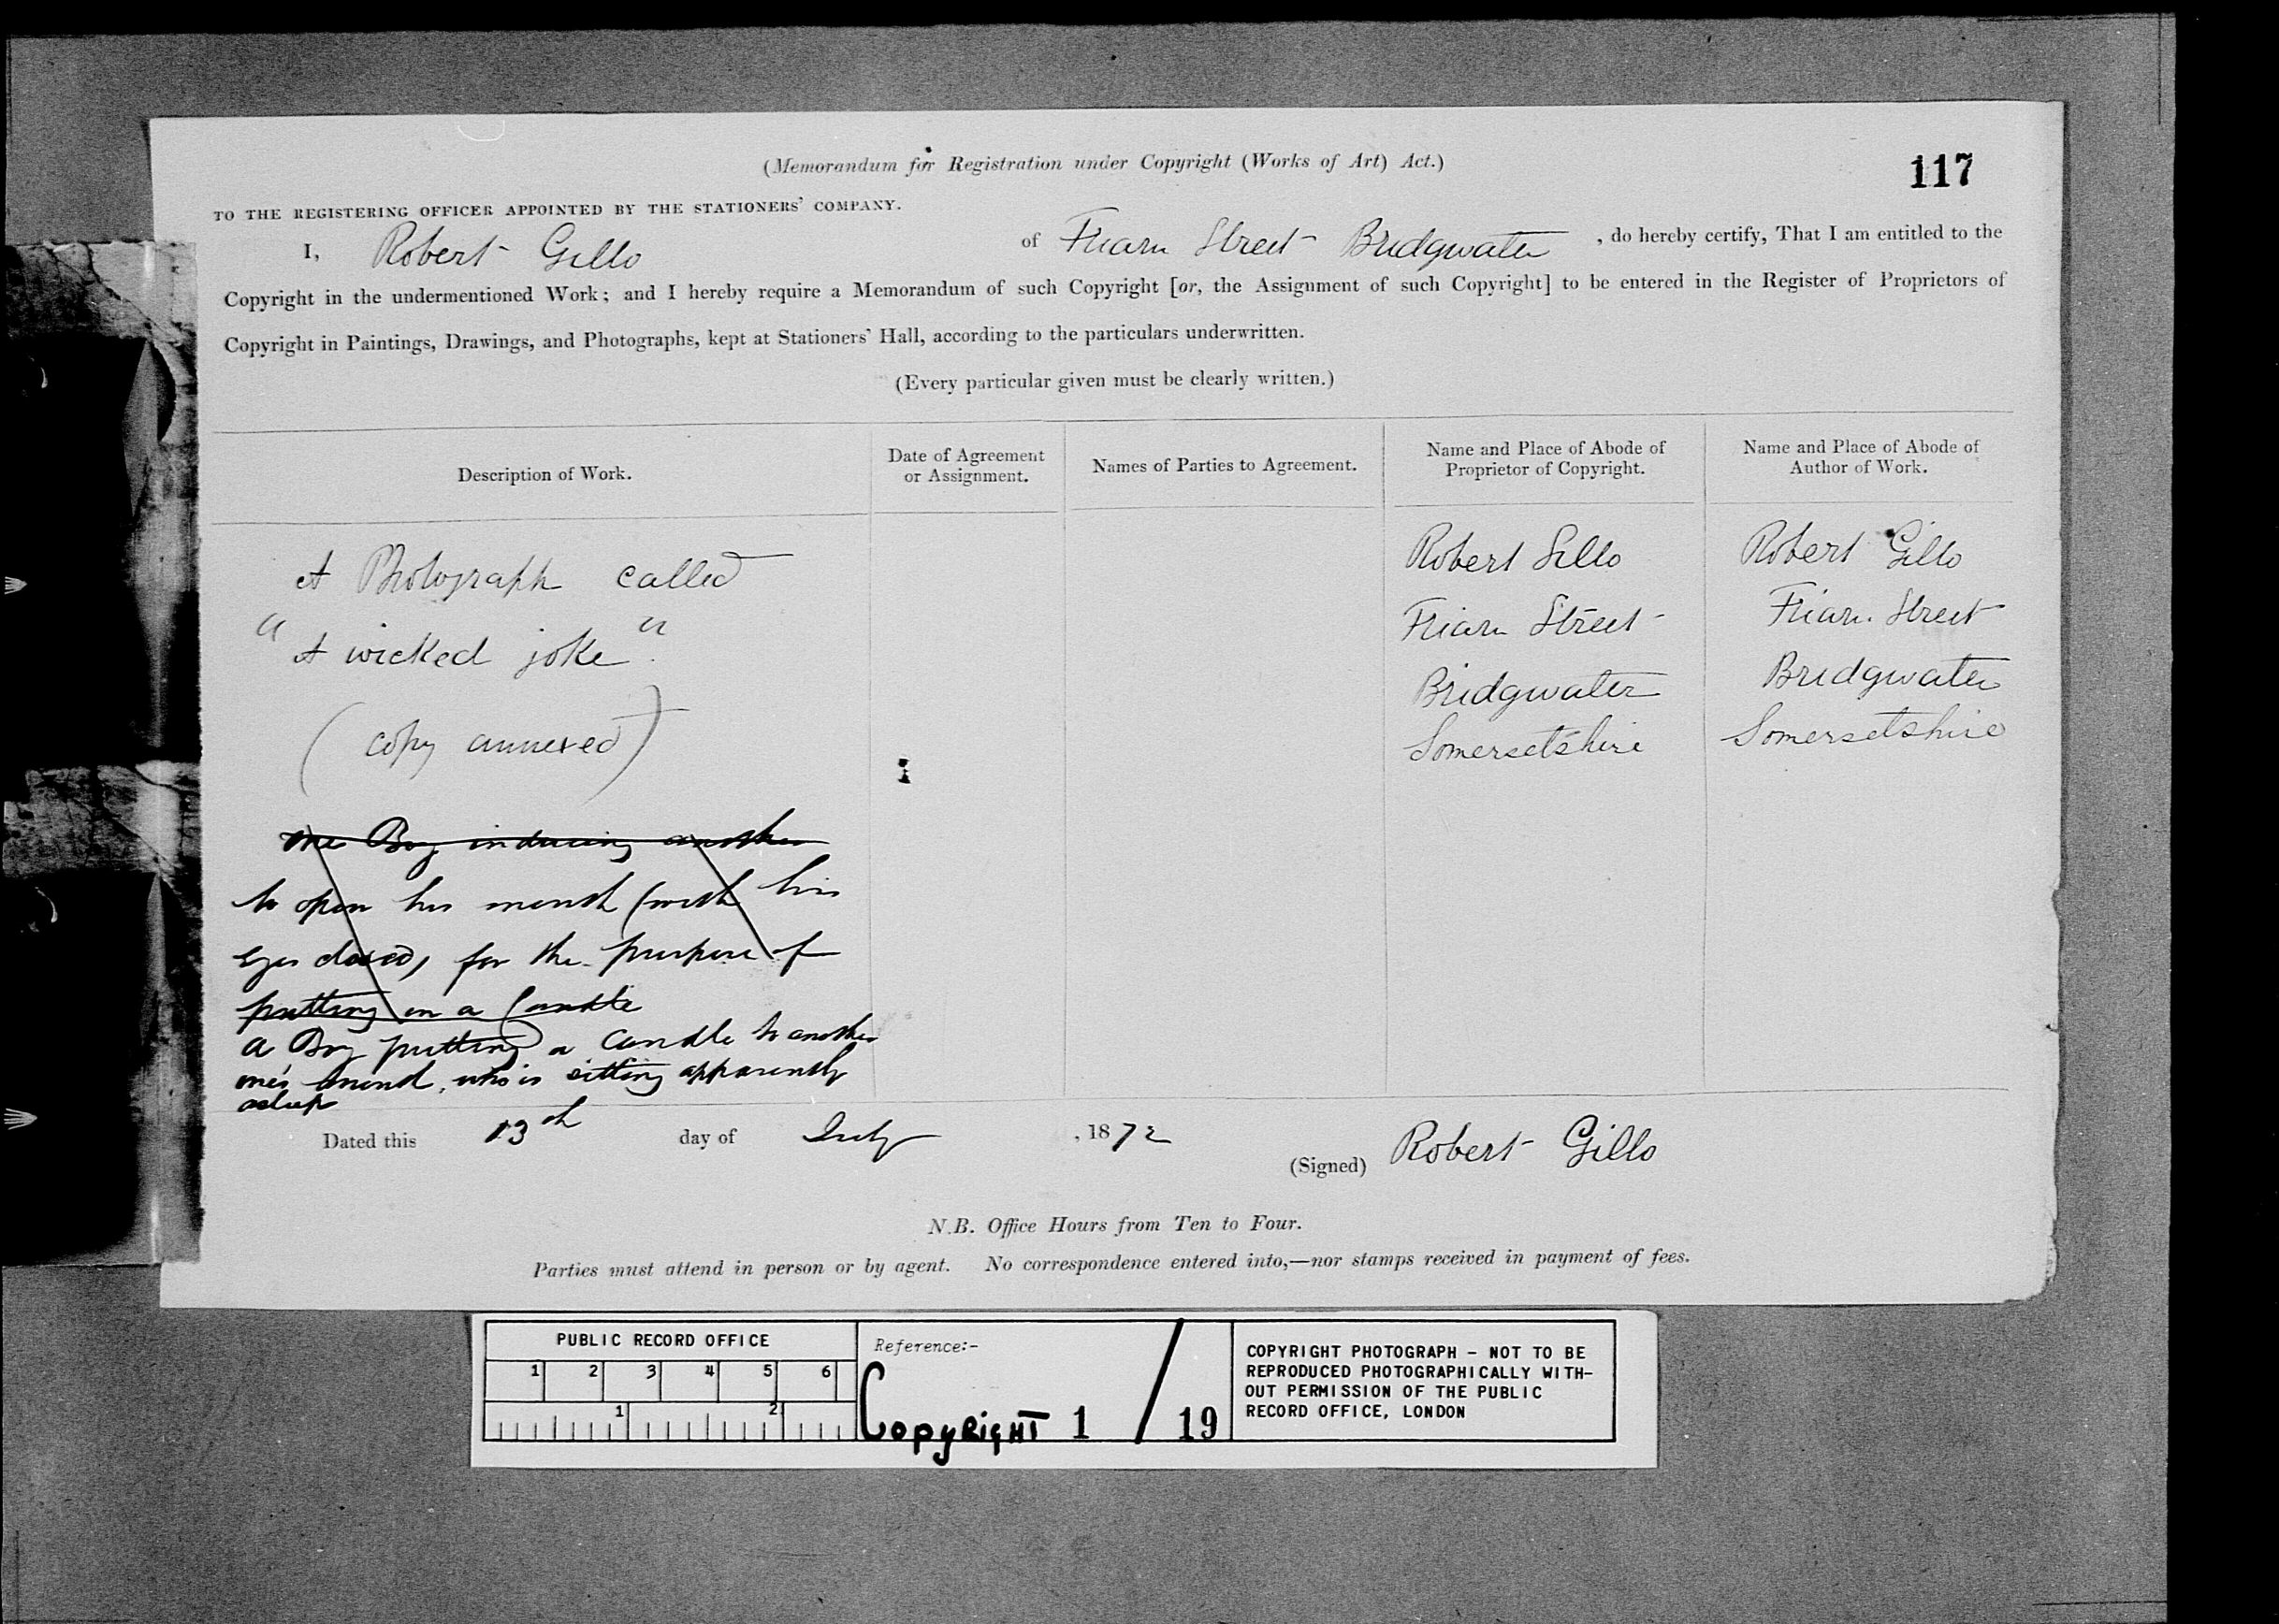 (Memorandum for Registration under Copyright (Works of Art) Act.)
117
TO THE REGISTERING OFFICER APPOINTED BY THE STATIONERS' COMPANY.
I, Robert Gillo of Friarn Street Bridgwater, do hereby certify, That I am entitled to the
Copyright in the undermentioned Work; and I hereby require a Memorandum of such Copyright [or, the Assignment of such Copyright] to be entered in the Register of Proprietors of
Copyright in Paintings, Drawings, and Photographs, kept at Stationers' Hall, according to the particulars underwritten.
(Every particular given must be clearly written.)
Description of Work.
Date of Agreement
or Assignment.
Names of Parties to Agreement.
Name and Place of Abode of
Proprietor of Copyright.
Name and Place of Abode of
Author of Work.
A Photograph called
"A wicked joke".
(copy annexed)
one Boy inducing another
to open his mouth (with his
eyes closed) for the purpose of
putting in a Candle
a Boy putting a Candle to another
one's mouth, who is sitting apparently
asleep
Robert Gillo
Friarn Street
Bridgwater
Somersetshire
Robert Gillo
Friarn Street
Bridgwater
Somersetshire
Dated this 13th day of July, 1872
(Signed) Robert Gillo
N.B. Office Hours from Ten to Four.
Parties must attend in person or by agent. No correspondence entered into,—nor stamps received in payment of fees.
PUBLIC RECORD OFFICE
1 2 3 4 5 6
1 2
Reference:-
Copyright 1 / 19
COPYRIGHT PHOTOGRAPH - NOT TO BE
REPRODUCED PHOTOGRAPHICALLY WITH-
OUT PERMISSION OF THE PUBLIC
RECORD OFFICE, LONDON